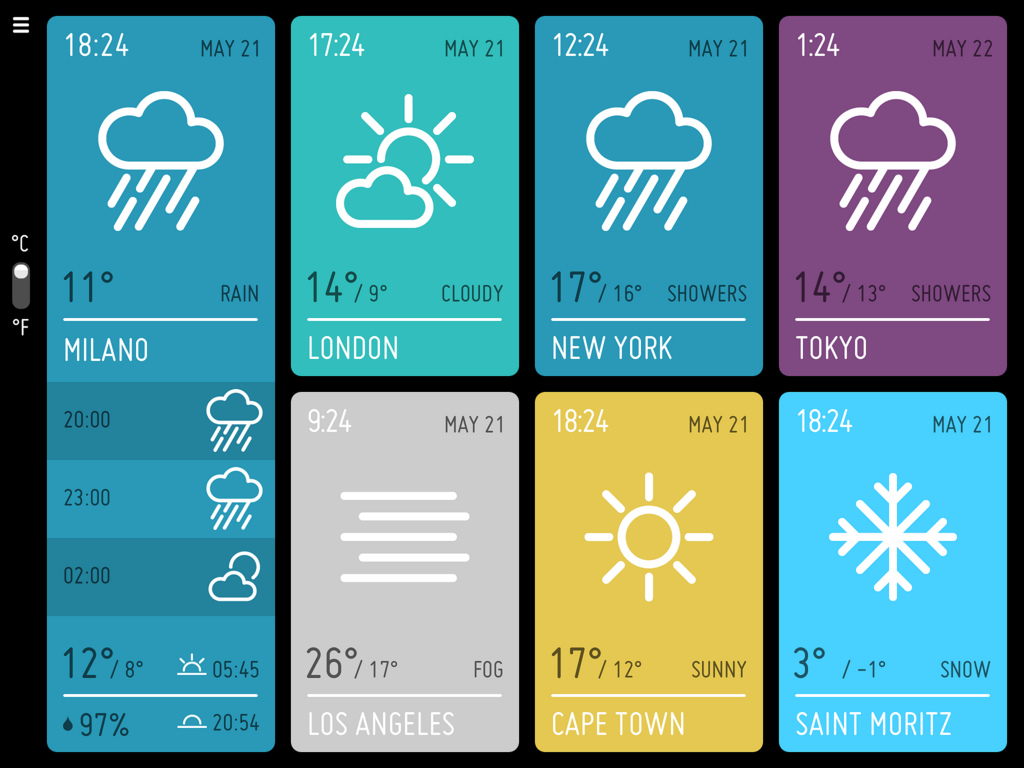 °C
°F
18:24 MAY 21
11° RAIN
MILANO
20:00
23:00
02:00
12°/ 8° 05:45
97% 20:54
17:24 MAY 21
14°/ 9° CLOUDY
LONDON
12:24 MAY 21
17°/ 16° SHOWERS
NEW YORK
1:24 MAY 22
14°/ 13° SHOWERS
TOKYO
9:24 MAY 21
26°/ 17° FOG
LOS ANGELES
18:24 MAY 21
17°/ 12° SUNNY
CAPE TOWN
18:24 MAY 21
3° / -1° SNOW
SAINT MORITZ